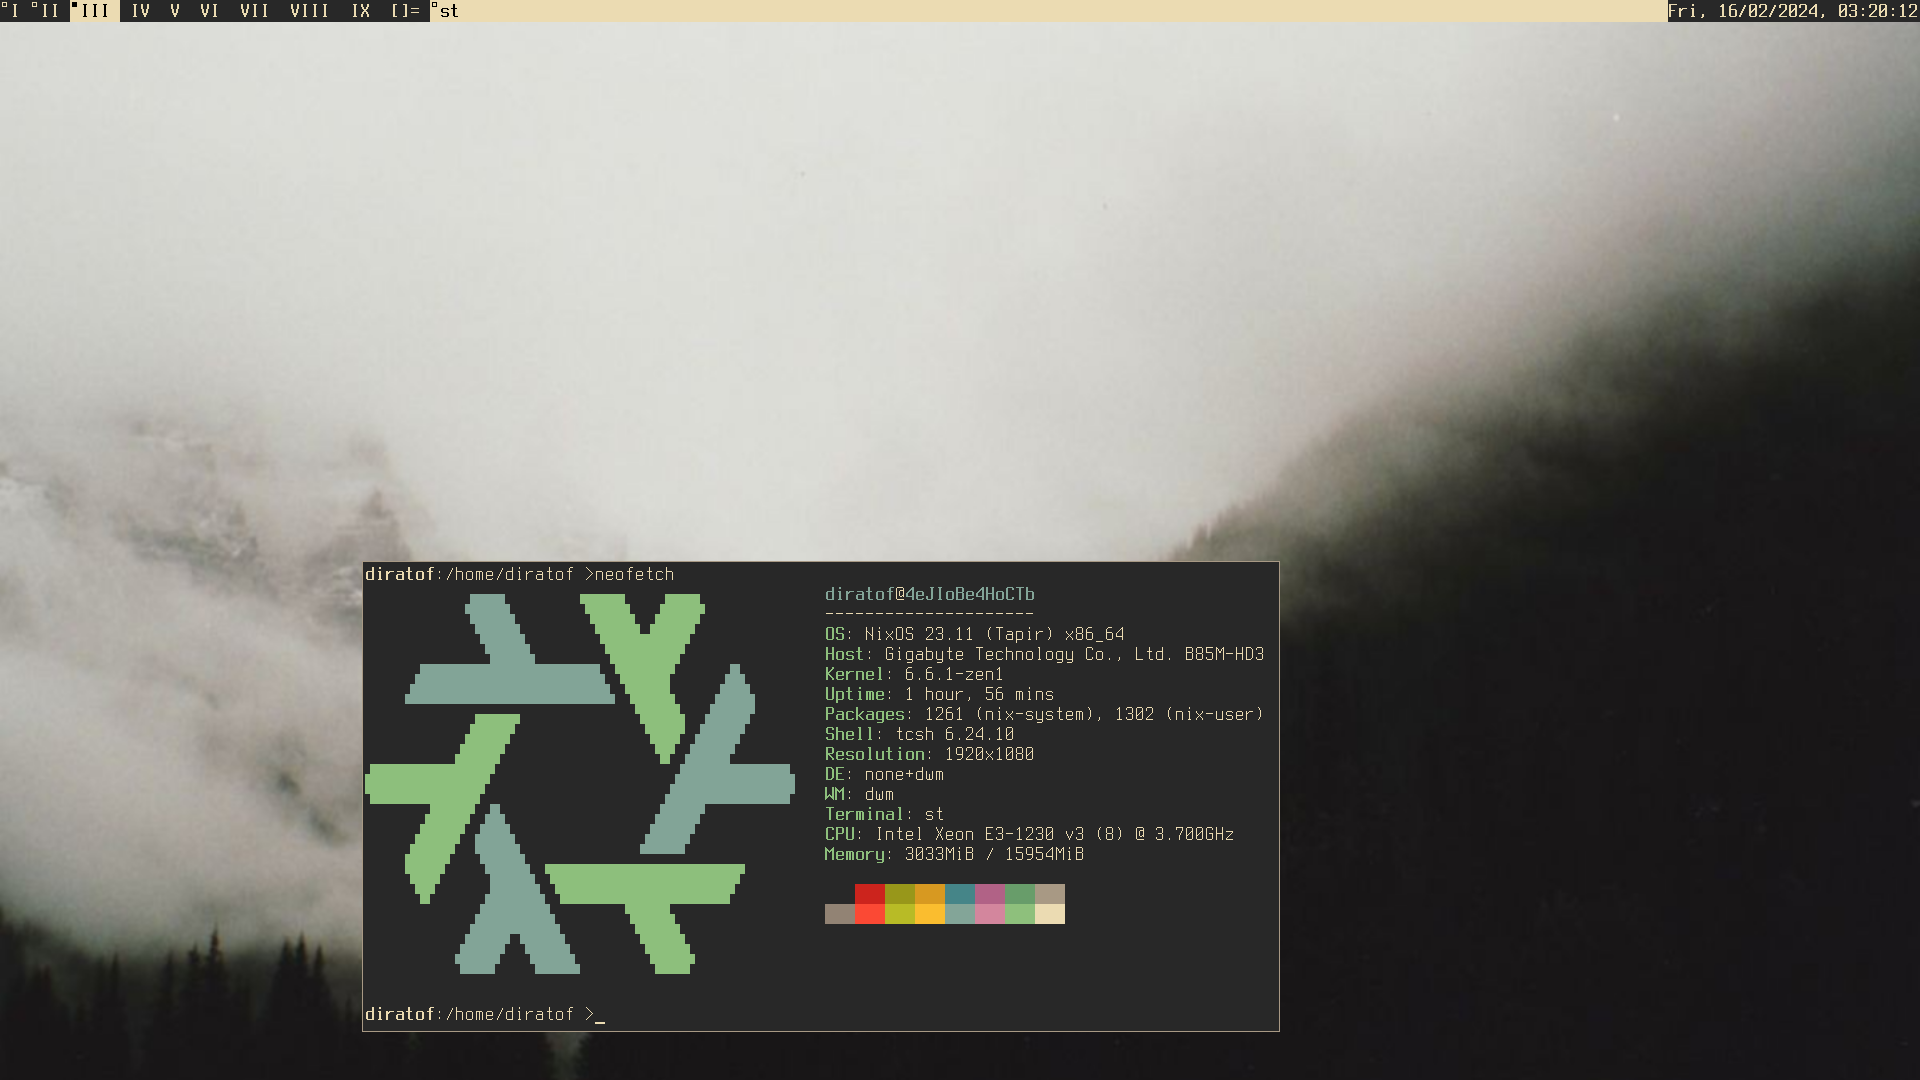 I II III IV V VI VII VIII IX []= st Fri, 16/02/2024, 03:20:12
diratof:/home/diratof >neofetch
diratof@4eJIoBe4HoCTb
---------------------
OS: NixOS 23.11 (Tapir) x86_64
Host: Gigabyte Technology Co., Ltd. B85M-HD3
Kernel: 6.6.1-zen1
Uptime: 1 hour, 56 mins
Packages: 1261 (nix-system), 1302 (nix-user)
Shell: tcsh 6.24.10
Resolution: 1920x1080
DE: none+dwm
WM: dwm
Terminal: st
CPU: Intel Xeon E3-1230 v3 (8) @ 3.700GHz
Memory: 3033MiB / 15954MiB
diratof:/home/diratof >_